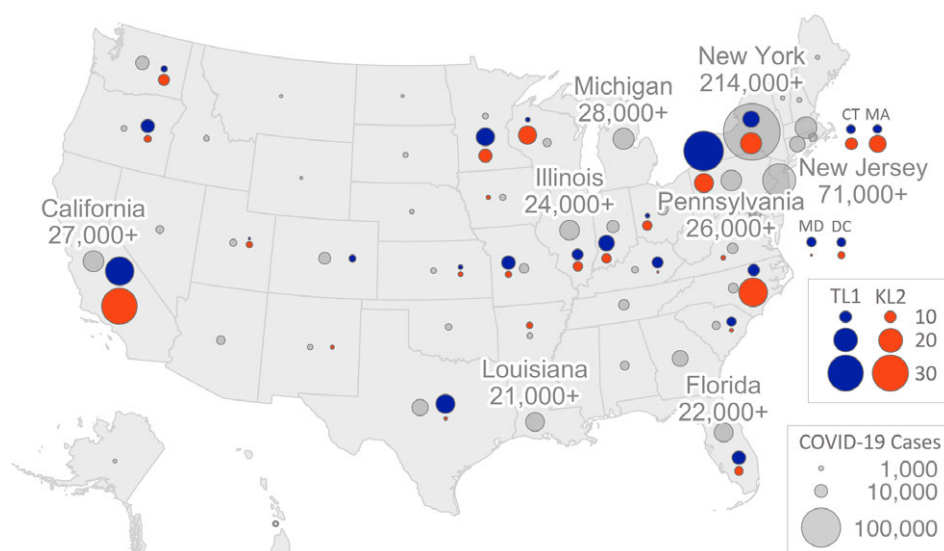 New York
214,000+
Michigan
28,000+
CT MA
New Jersey
71,000+
Illinois
24,000+
Pennsylvania
26,000+
California
27,000+
MD DC
TL1 KL2
10
20
30
Louisiana
21,000+
Florida
22,000+
COVID-19 Cases
1,000
10,000
100,000